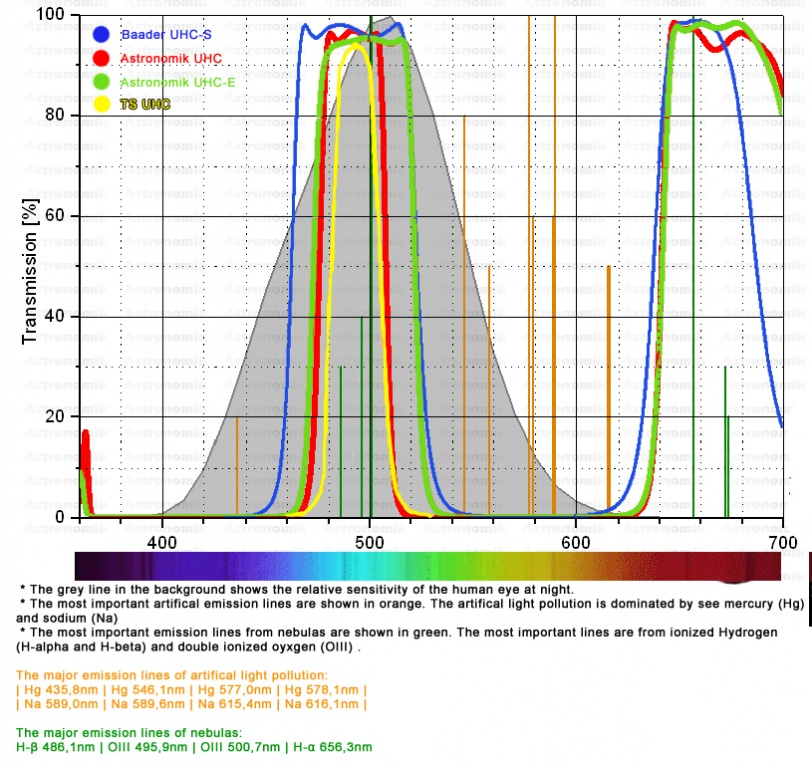 100
Baader UHC-S
Astronomik UHC
Astronomik UHC-E
TS UHC
80
60
40
20
0
Transmission [%]
400
500
600
700
* The grey line in the background shows the relative sensitivity of the human eye at night.
* The most important artifical emission lines are shown in orange. The artifical light pollution is dominated by see mercury (Hg)
and sodium (Na)
* The most important emission lines from nebulas are shown in green. The most important lines are from ionized Hydrogen
(H-alpha and H-beta) and double ionized oyxgen (OIII) .
The major emission lines of artifical light pollution:
| Hg 435,8nm | Hg 546,1nm | Hg 577,0nm | Hg 578,1nm |
| Na 589,0nm | Na 589,6nm | Na 615,4nm | Na 616,1nm |
The major emission lines of nebulas:
H-β 486,1nm | OIII 495,9nm | OIII 500,7nm | H-α 656,3nm